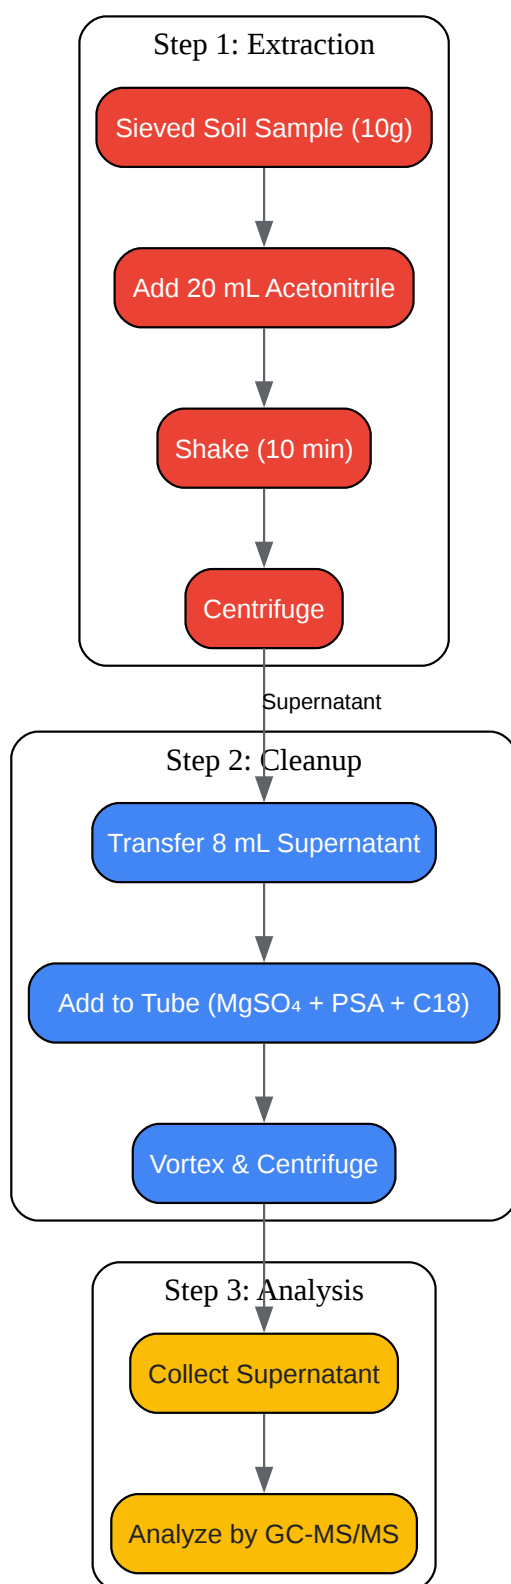 Step 1: Extraction
Sieved Soil Sample (10g)
Add 20 mL Acetonitrile
Shake (10 min)
Centrifuge
Supernatant
Step 2: Cleanup
Transfer 8 mL Supernatant
Add to Tube (MgSO₄ + PSA + C18)
Vortex & Centrifuge
Step 3: Analysis
Collect Supernatant
Analyze by GC-MS/MS